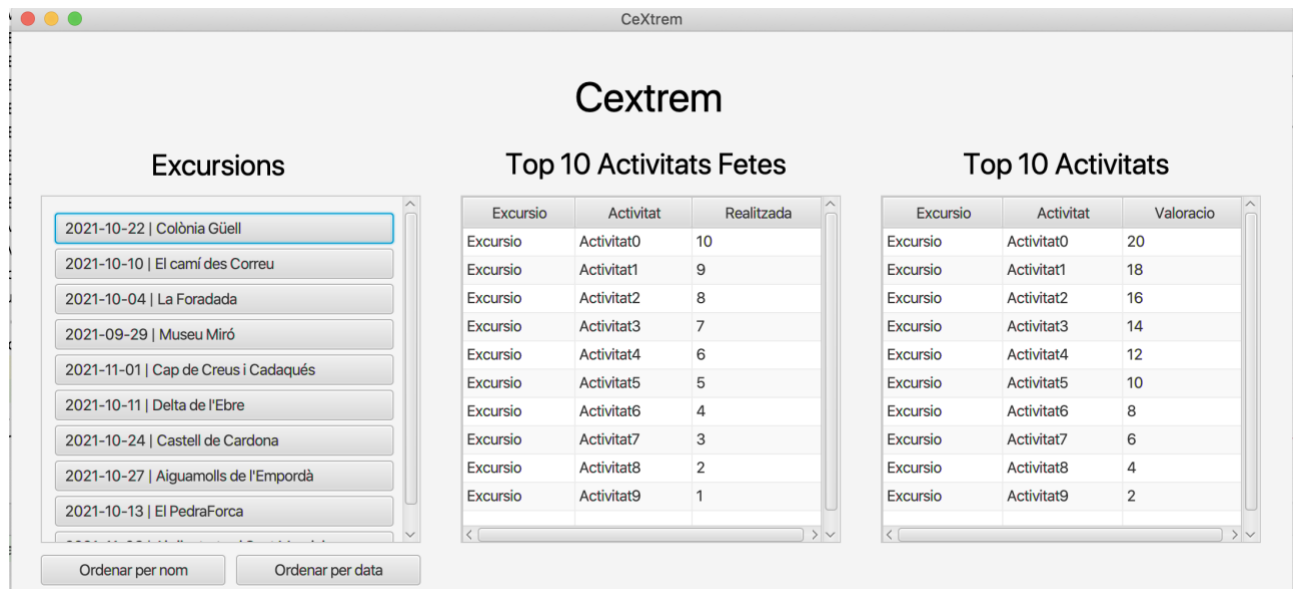 CeXtrem
Cextrem
Excursions
2021-10-22 | Colònia Güell
2021-10-10 | El camí des Correu
2021-10-04 | La Foradada
2021-09-29 | Museu Miró
2021-11-01 | Cap de Creus i Cadaqués
2021-10-11 | Delta de l'Ebre
2021-10-24 | Castell de Cardona
2021-10-27 | Aiguamolls de l'Empordà
2021-10-13 | El PedraForca
Ordenar per nom Ordenar per data
Top 10 Activitats Fetes
Excursio Activitat Realitzada
Excursio Activitat0 10
Excursio Activitat1 9
Excursio Activitat2 8
Excursio Activitat3 7
Excursio Activitat4 6
Excursio Activitat5 5
Excursio Activitat6 4
Excursio Activitat7 3
Excursio Activitat8 2
Excursio Activitat9 1
Top 10 Activitats
Excursio Activitat Valoracio
Excursio Activitat0 20
Excursio Activitat1 18
Excursio Activitat2 16
Excursio Activitat3 14
Excursio Activitat4 12
Excursio Activitat5 10
Excursio Activitat6 8
Excursio Activitat7 6
Excursio Activitat8 4
Excursio Activitat9 2